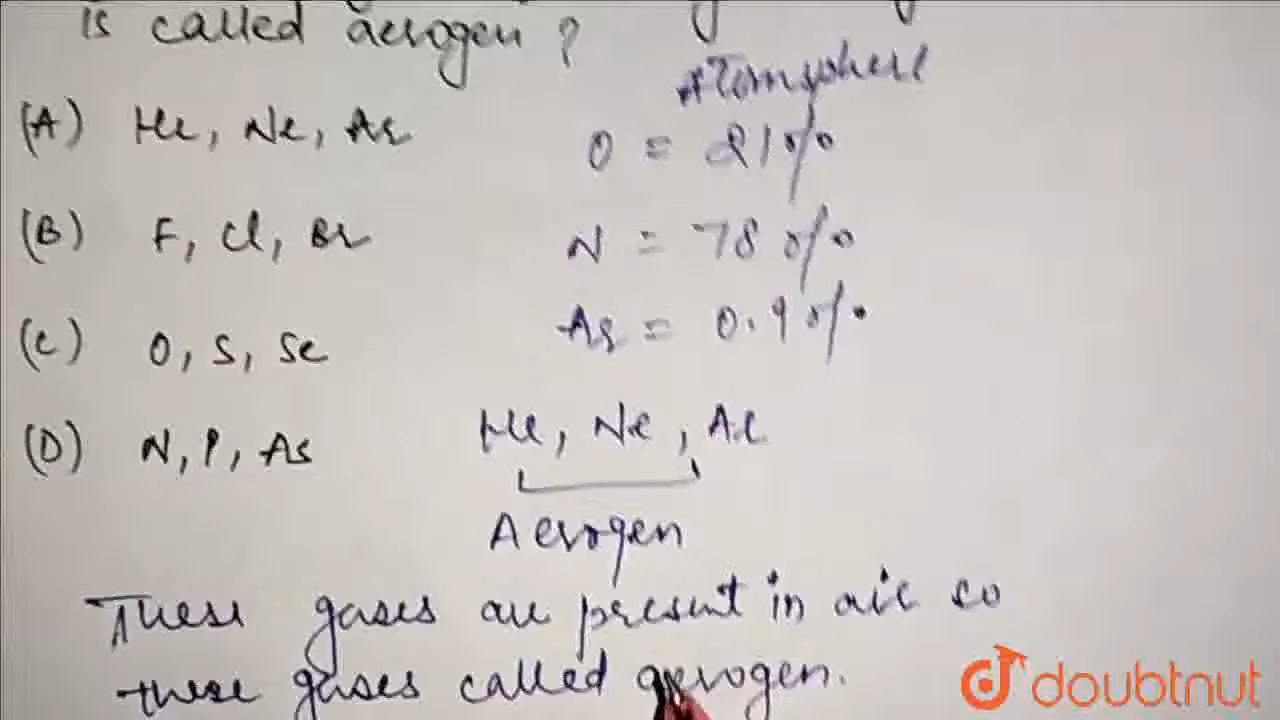 is called aerogen?
Atomsphere
(A) He, Ne, Ar
O = 21%
(B) F, Cl, Br
N = 78%
Ar = 0.9%
(C) O, S, Se
He, Ne, Ar
(D) N, P, As
Aerogen
These gases are present in air so
these gases called aerogen.
doubtnut